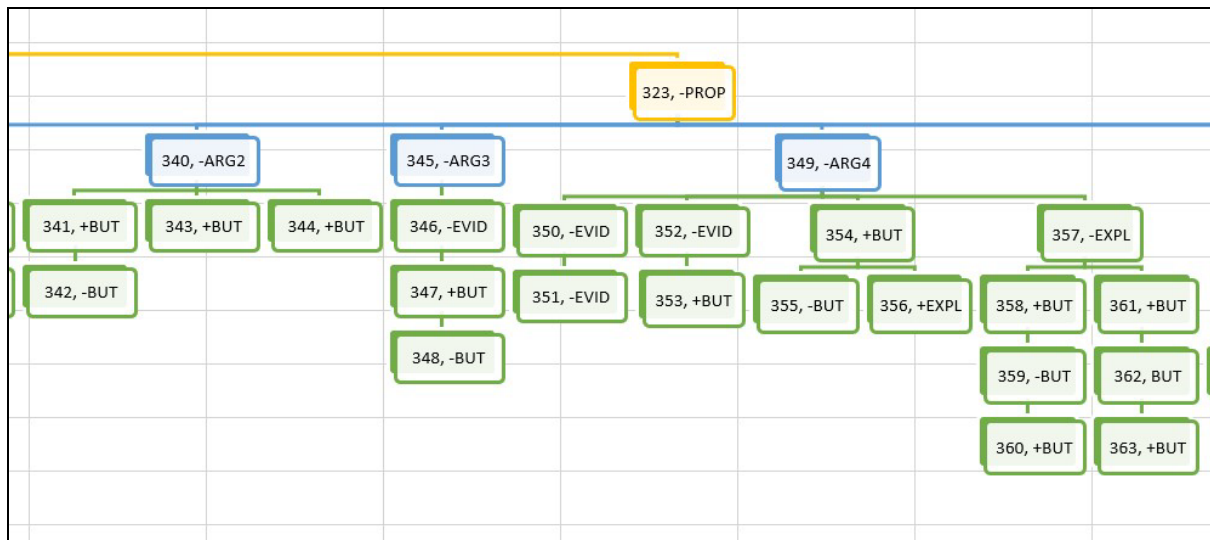 323, -PROP
340, -ARG2
345, -ARG3
349, -ARG4
341, +BUT
343, +BUT
344, +BUT
346, -EVID
350, -EVID
352, -EVID
354, +BUT
357, -EXPL
342, -BUT
347, +BUT
351, -EVID
353, +BUT
355, -BUT
356, +EXPL
358, +BUT
361, +BUT
348, -BUT
359, -BUT
362, BUT
360, +BUT
363, +BUT